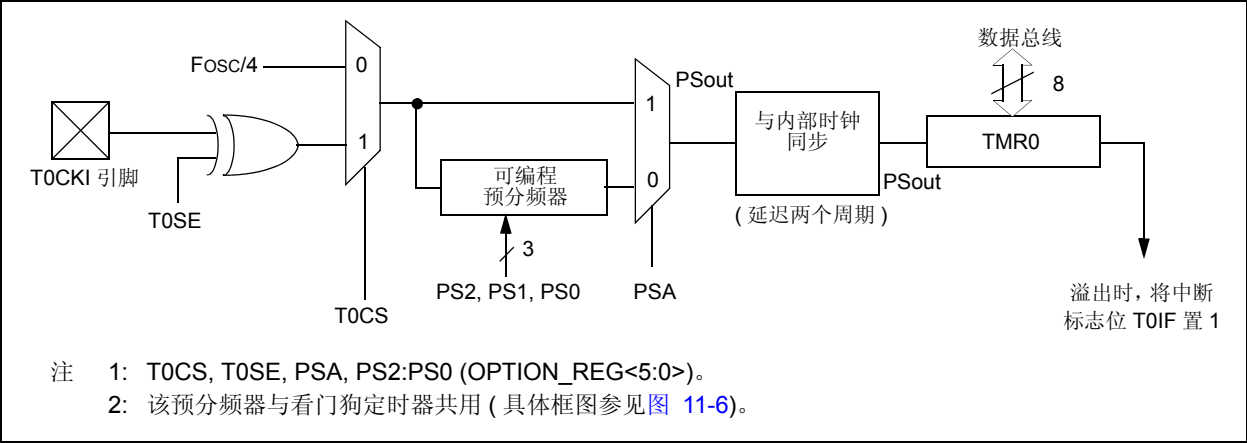 数据总线
FOSC/4
0
8
PSout
1
与内部时钟
同步
TMR0
1
T0CKI 引脚
可编程
预分频器
0
PSout
T0SE
( 延迟两个周期 )
3
PS2, PS1, PS0
PSA
T0CS
溢出时，将中断
标志位 T0IF 置 1
注 1: T0CS, T0SE, PSA, PS2:PS0 (OPTION_REG<5:0>)。
2: 该预分频器与看门狗定时器共用 ( 具体框图参见图 11-6)。